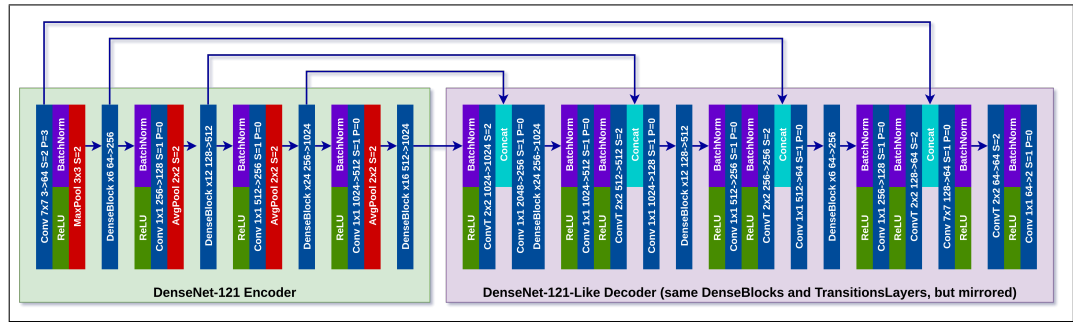 Conv 7x7 3->64 S=2 P=3
BatchNorm
ReLU
MaxPool 3x3 S=2
DenseBlock x6 64->256
BatchNorm
ReLU
Conv 1x1 256->128 S=1 P=0
AvgPool 2x2 S=2
DenseBlock x12 128->512
BatchNorm
ReLU
Conv 1x1 512->256 S=1 P=0
AvgPool 2x2 S=2
DenseBlock x24 256->1024
BatchNorm
ReLU
Conv 1x1 1024->512 S=1 P=0
AvgPool 2x2 S=2
DenseBlock x16 512->1024
DenseNet-121 Encoder
BatchNorm
ReLU
ConvT 2x2 1024->1024 S=2
Concat
Conv 1x1 2048->256 S=1 P=0
DenseBlock x24 256->1024
BatchNorm
ReLU
Conv 1x1 1024->512 S=1 P=0
BatchNorm
ReLU
ConvT 2x2 512->512 S=2
Concat
Conv 1x1 1024->128 S=1 P=0
DenseBlock x12 128->512
BatchNorm
ReLU
Conv 1x1 512->256 S=1 P=0
BatchNorm
ReLU
ConvT 2x2 256->256 S=2
Concat
Conv 1x1 512->64 S=1 P=0
DenseBlock x6 64->256
BatchNorm
ReLU
Conv 1x1 256->128 S=1 P=0
BatchNorm
ReLU
ConvT 2x2 128->64 S=2
Concat
Conv 7x7 128->64 S=1 P=0
BatchNorm
ReLU
ConvT 2x2 64->64 S=2
BatchNorm
ReLU
Conv 1x1 64->2 S=1 P=0
DenseNet-121-Like Decoder (same DenseBlocks and TransitionsLayers, but mirrored)